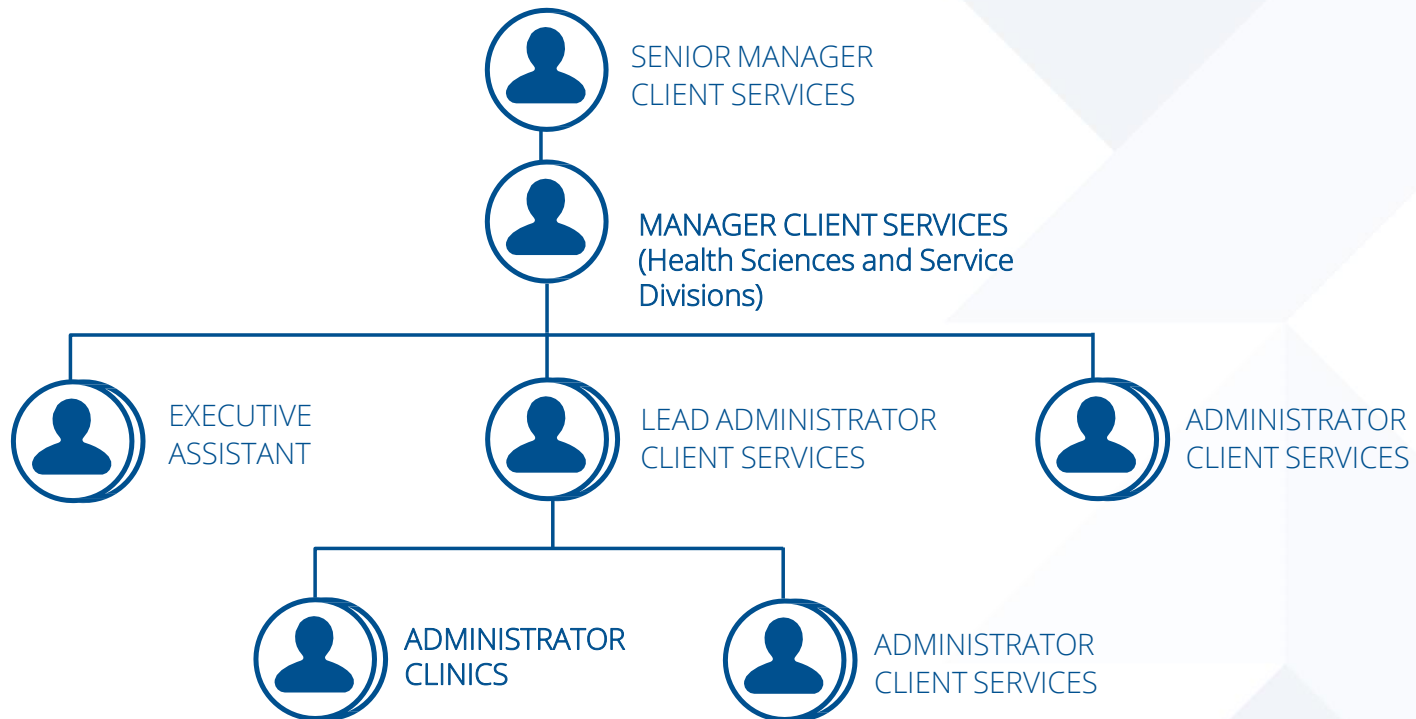 SENIOR MANAGER
CLIENT SERVICES
MANAGER CLIENT SERVICES
(Health Sciences and Service
Divisions)
EXECUTIVE
ASSISTANT
LEAD ADMINISTRATOR
CLIENT SERVICES
ADMINISTRATOR
CLIENT SERVICES
ADMINISTRATOR
CLINICS
ADMINISTRATOR
CLIENT SERVICES